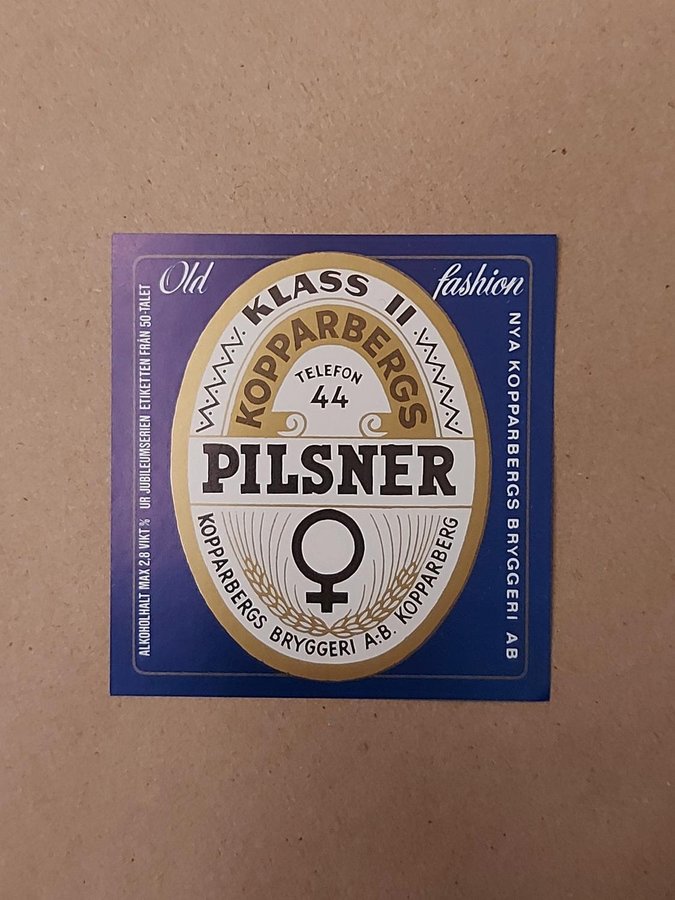 Old fashion
KLASS II
KOPPARBERGS
TELEFON
44
PILSNER
KOPPARBERGS BRYGGERI A.B. KOPPARBERG
ALKOHOLHALT MAX 2,8 VIKT % UR JUBILEUMSERIEN ETIKETTEN FRÅN 50-TALET
NYA KOPPARBERGS BRYGGERI AB